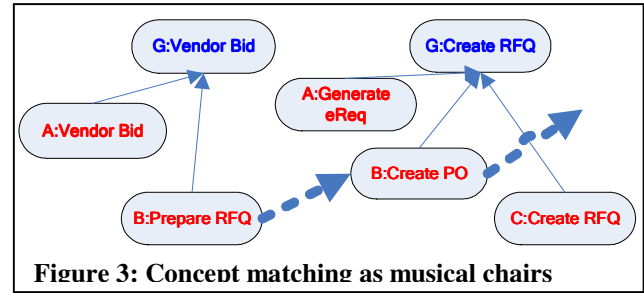 G:Vendor Bid
G:Create RFQ
A:Generate
eReq
A:Vendor Bid
B:Create PO
B:Prepare RFQ
C:Create RFQ
Figure 3: Concept matching as musical chairs